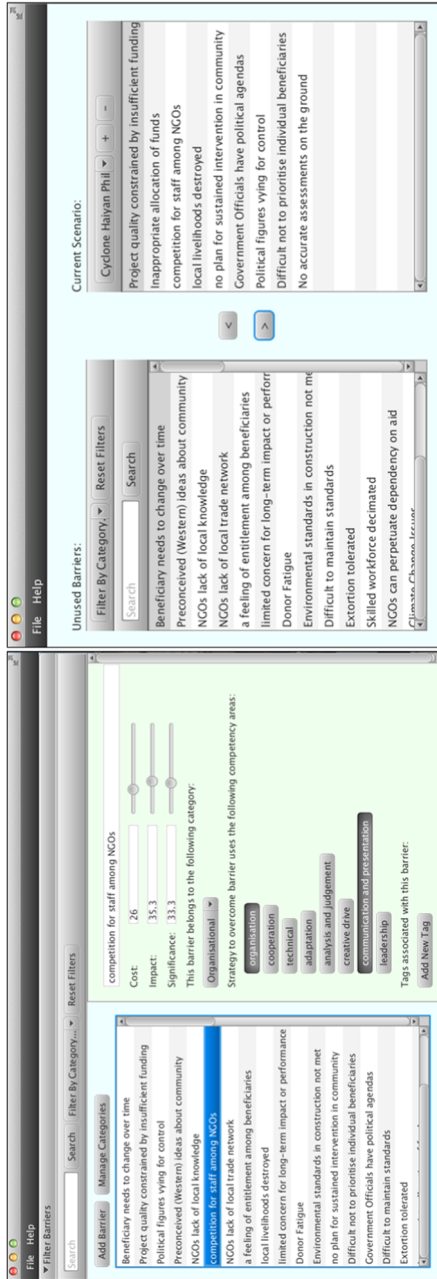 File Help
Filter Barriers
Search Search Filter By Category... Reset Filters
Add Barrier Manage Categories
Beneficiary needs to change over time
Project quality constrained by insufficient funding
Political figures vying for control
Preconceived (Western) ideas about community
NGOs lack of local knowledge
competition for staff among NGOs
NGOs lack of local trade network
a feeling of entitlement among beneficiaries
local livelihoods destroyed
limited concern for long-term impact or performance
Donor Fatigue
Environmental standards in construction not met
no plan for sustained intervention in community
Difficult not to prioritise individual beneficiaries
Government Officials have political agendas
Difficult to maintain standards
Extortion tolerated
competition for staff among NGOs
Cost: 26
Impact: 35.3
Significance: 33.3
This barrier belongs to the following category:
Organisational
Strategy to overcome barrier uses the following competency areas:
organisation
cooperation
technical
adaptation
analysis and judgement
creative drive
communication and presentation
leadership
Tags associated with this barrier:
Add New Tag
File Help
Unused Barriers:
Filter By Category. Reset Filters
Search Search
Beneficiary needs to change over time
Preconceived (Western) ideas about community
NGOs lack of local knowledge
NGOs lack of local trade network
a feeling of entitlement among beneficiaries
limited concern for long-term impact or perforr
Donor Fatigue
Environmental standards in construction not me
Difficult to maintain standards
Extortion tolerated
Skilled workforce decimated
NGOs can perpetuate dependency on aid
Climate Change Issues
<
>
Current Scenario:
Cyclone Haiyan Phil + -
Project quality constrained by insufficient funding
Inappropriate allocation of funds
competition for staff among NGOs
local livelihoods destroyed
no plan for sustained intervention in community
Government Officials have political agendas
Political figures vying for control
Difficult not to prioritise individual beneficiaries
No accurate assessments on the ground